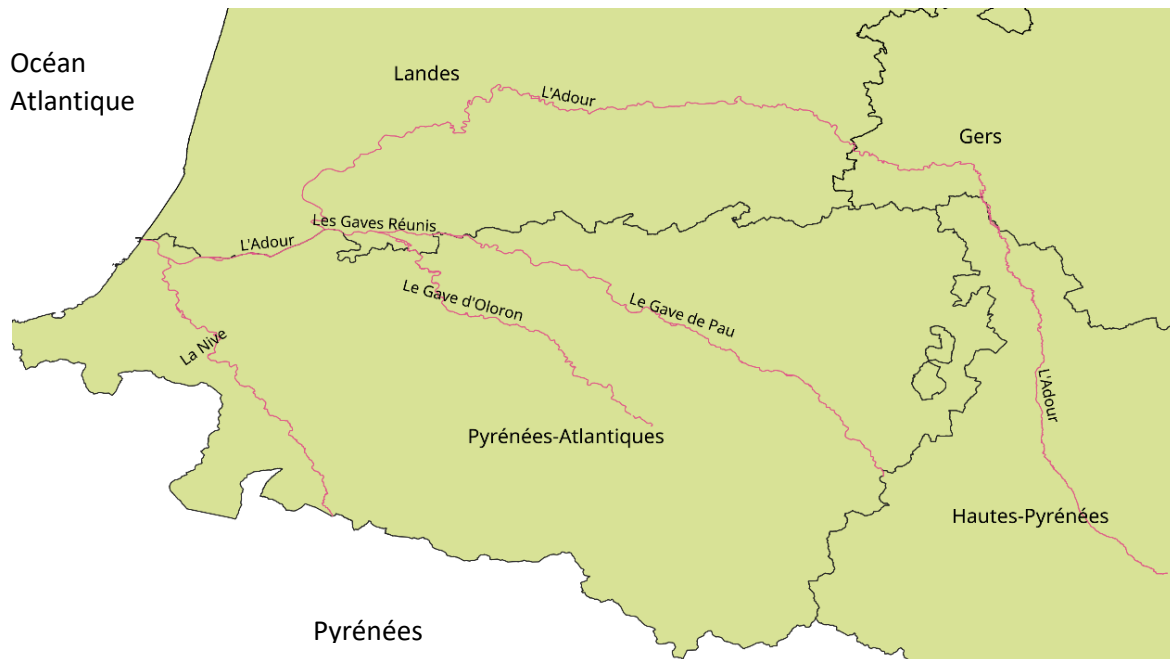 Océan
Atlantique
Landes
L'Adour
Gers
Les Gaves Réunis
L'Adour
Le Gave d'Oloron
Le Gave de Pau
La Nive
L'Adour
Pyrénées-Atlantiques
Hautes-Pyrénées
Pyrénées